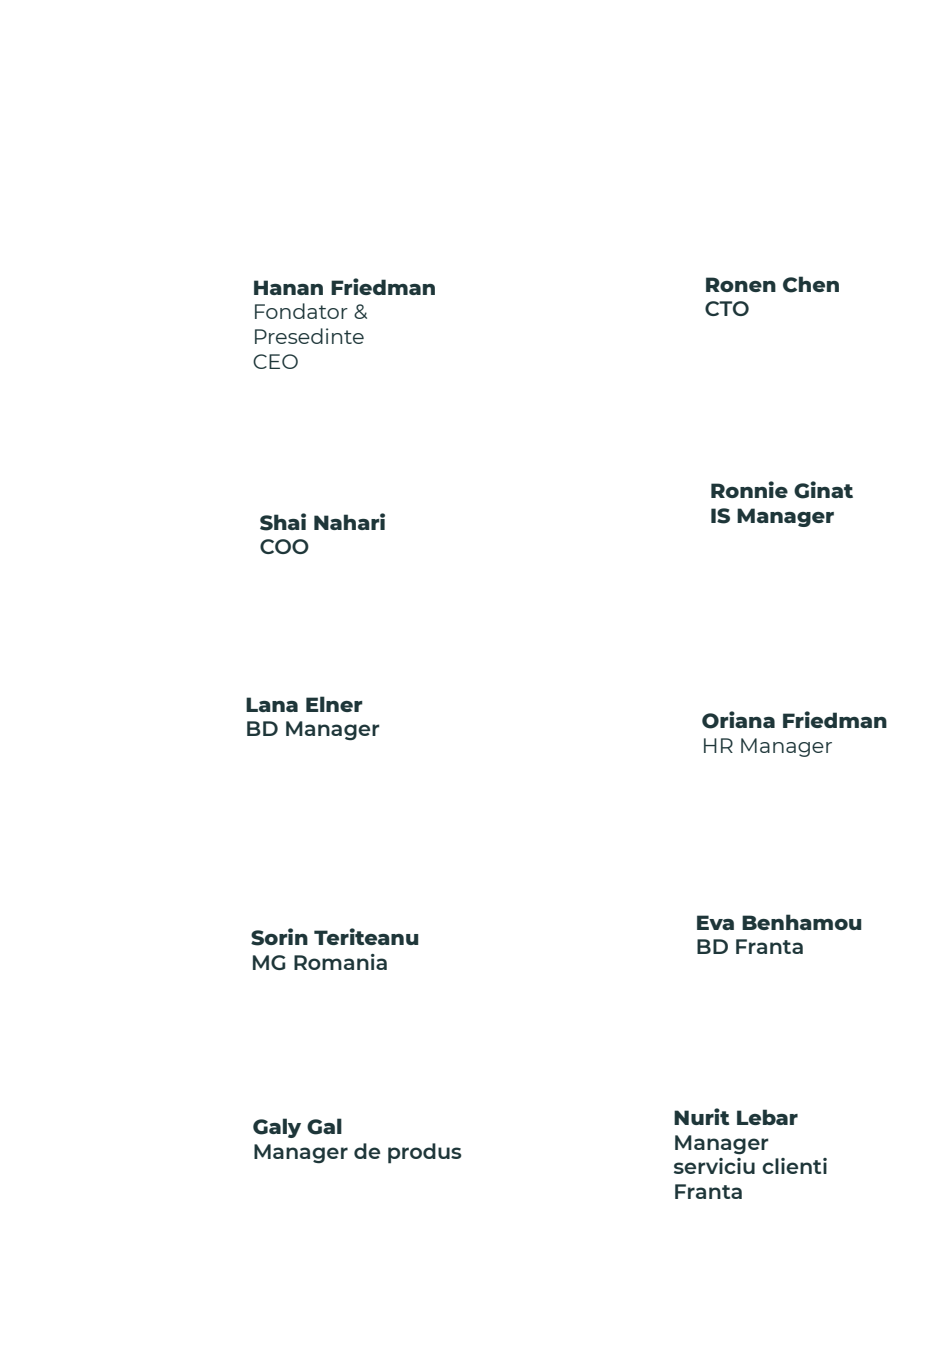 Hanan Friedman
Fondator &
Presedinte
CEO
Ronen Chen
CTO
Shai Nahari
COO
Ronnie Ginat
IS Manager
Lana Elner
BD Manager
Oriana Friedman
HR Manager
Sorin Teriteanu
MG Romania
Eva Benhamou
BD Franta
Galy Gal
Manager de produs
Nurit Lebar
Manager
serviciu clienti
Franta